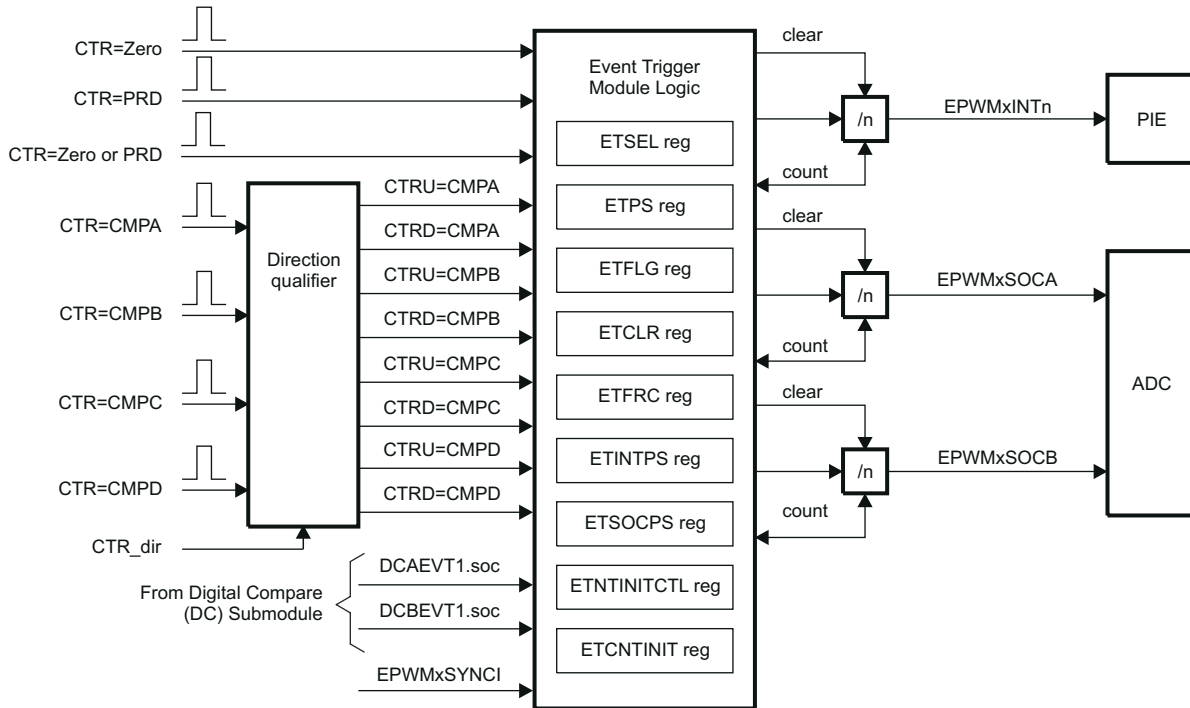 CTR=Zero
CTR=PRD
CTR=Zero or PRD
CTR=CMPA
CTR=CMPB
CTR=CMPC
CTR=CMPD
CTR_dir
Direction
qualifier
CTRU=CMPA
CTRD=CMPA
CTRU=CMPB
CTRD=CMPB
CTRU=CMPC
CTRD=CMPC
CTRU=CMPD
CTRD=CMPD
From Digital Compare
(DC) Submodule
DCAEVT1.soc
DCBEVT1.soc
EPWMxSYNCI
Event Trigger
Module Logic
ETSEL reg
ETPS reg
ETFLG reg
ETCLR reg
ETFRC reg
ETINTPS reg
ETSOCPS reg
ETNTINITCTL reg
ETCNTINIT reg
clear
/n
count
EPWMxINTn
PIE
clear
/n
count
EPWMxSOCA
clear
/n
count
EPWMxSOCB
ADC